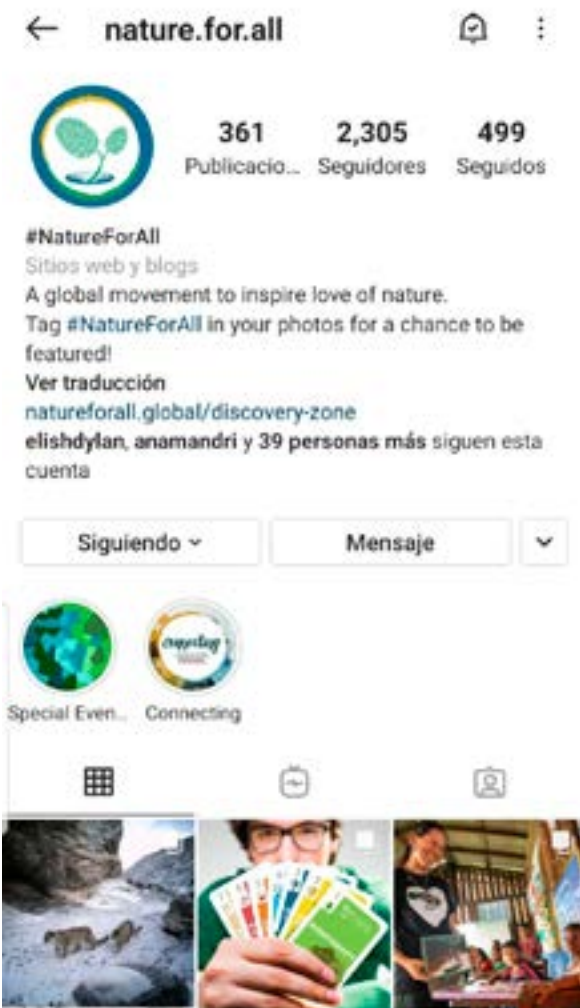 nature.for.all
361 2,305 499
Publicacio... Seguidores Seguidos
#NatureForAll
Sitios web y blogs
A global movement to inspire love of nature.
Tag #NatureForAll in your photos for a chance to be
featured!
Ver traducción
natureforall.global/discovery-zone
elishdylan, anamandri y 39 personas más siguen esta
cuenta
Siguiendo Mensaje
connecting
Special Even... Connecting